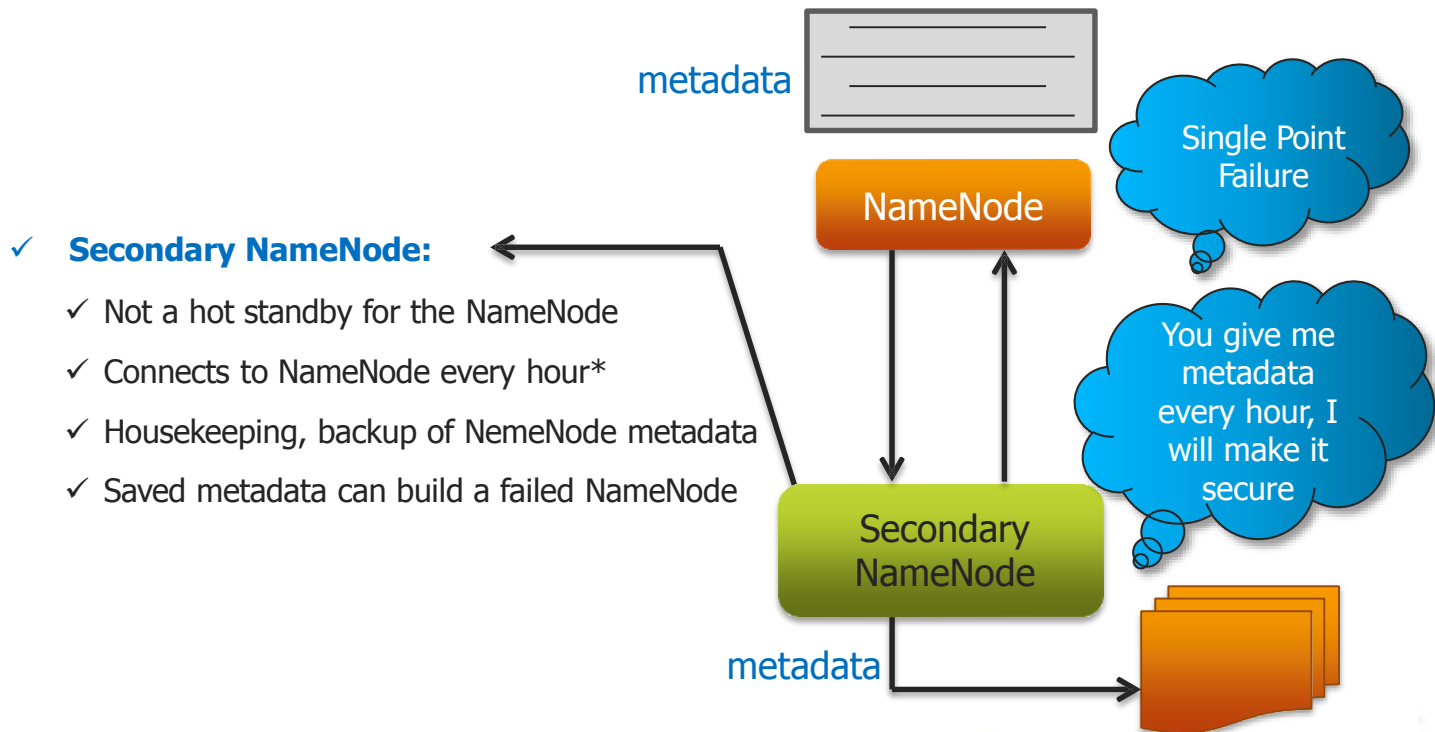 metadata
Single Point
Failure
NameNode
✓ Secondary NameNode:
✓ Not a hot standby for the NameNode
✓ Connects to NameNode every hour*
✓ Housekeeping, backup of NemeNode metadata
✓ Saved metadata can build a failed NameNode
You give me
metadata
every hour, I
will make it
secure
Secondary
NameNode
metadata